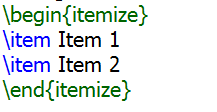 \begin{itemize}
\item Item 1
\item Item 2
\end{itemize}